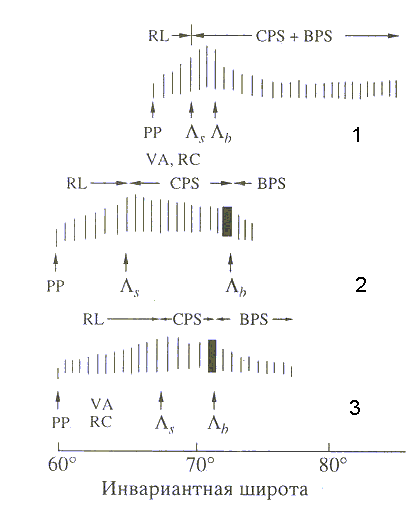 RL CPS + BPS
PP Λs Λb 1
VA, RC
RL CPS BPS
PP Λs Λb 2
RL CPS BPS
VA
PP RC Λs Λb 3
60° 70° 80°
Инвариантная широта